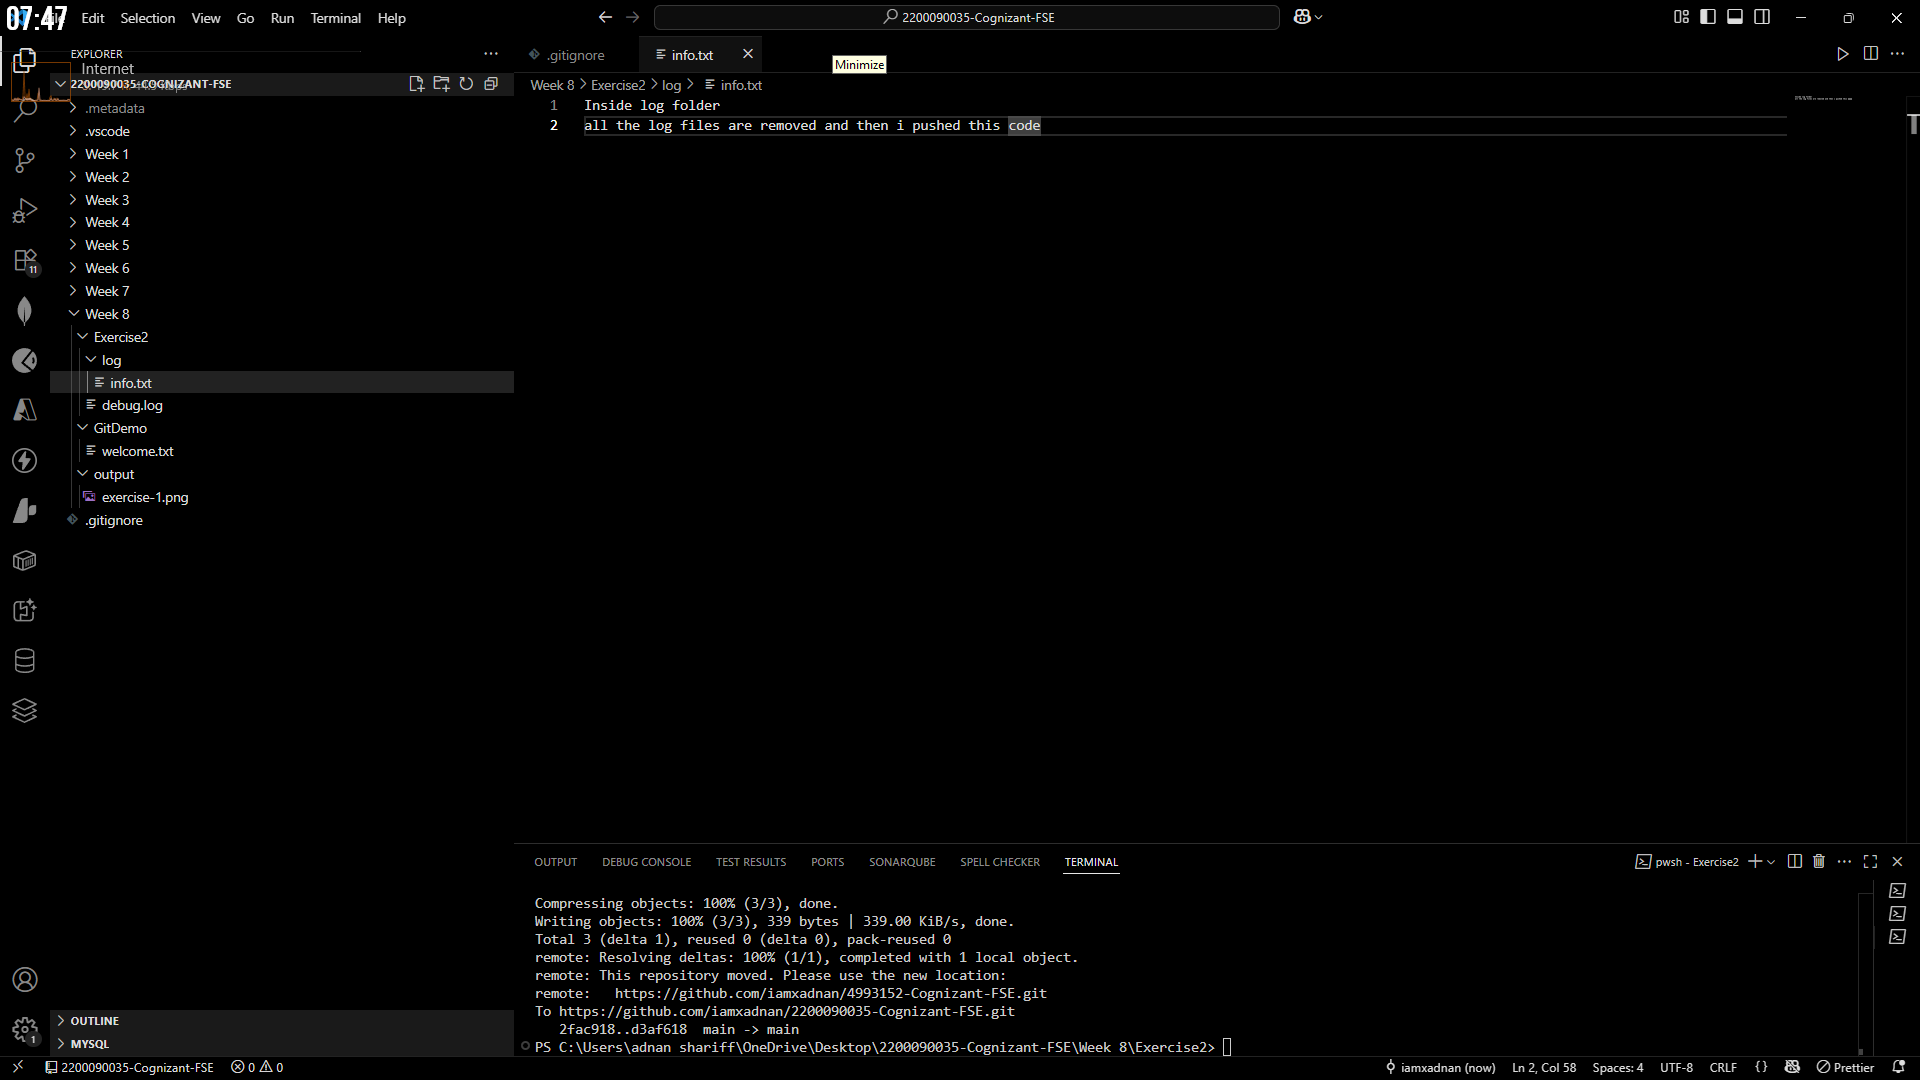 07:47
Edit Selection View Go Run Terminal Help
2200090035-Cognizant-FSE
EXPLORER
Internet
2200090035-COGNIZANT-FSE
.metadata
.vscode
Week 1
Week 2
Week 3
Week 4
Week 5
Week 6
Week 7
Week 8
Exercise2
log
info.txt
debug.log
GitDemo
welcome.txt
output
exercise-1.png
.gitignore
11
1
OUTLINE
MYSQL
.gitignore
info.txt
Minimize
Week 8 > Exercise2 > log > info.txt
1 Inside log folder
2 all the log files are removed and then i pushed this code
OUTPUT DEBUG CONSOLE TEST RESULTS PORTS SONARQUBE SPELL CHECKER TERMINAL
pwsh - Exercise2
Compressing objects: 100% (3/3), done.
Writing objects: 100% (3/3), 339 bytes | 339.00 KiB/s, done.
Total 3 (delta 1), reused 0 (delta 0), pack-reused 0
remote: Resolving deltas: 100% (1/1), completed with 1 local object.
remote: This repository moved. Please use the new location:
remote:   https://github.com/iamxadnan/4993152-Cognizant-FSE.git
To https://github.com/iamxadnan/2200090035-Cognizant-FSE.git
   2fac918..d3af618  main -> main
PS C:\Users\adnan shariff\OneDrive\Desktop\2200090035-Cognizant-FSE\Week 8\Exercise2>
2200090035-Cognizant-FSE 0 0 iamxadnan (now) Ln 2, Col 58 Spaces: 4 UTF-8 CRLF {} Prettier